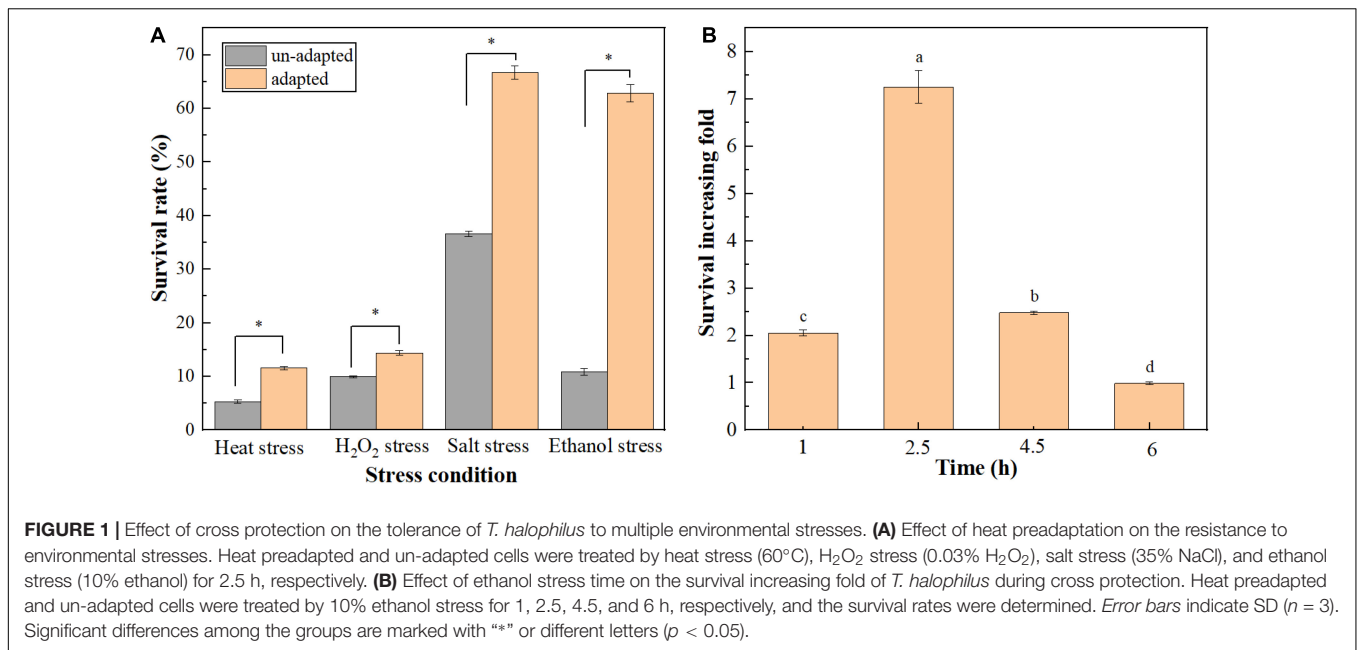 A
un-adapted
adapted
70
60
50
40
30
20
10
0
Survival rate (%)
*
*
*
*
Heat stress
H₂O₂ stress
Salt stress
Ethanol stress
Stress condition
B
8
7
6
5
4
3
2
1
0
Survival increasing fold
c
a
b
d
1
2.5
4.5
6
Time (h)
FIGURE 1 | Effect of cross protection on the tolerance of T. halophilus to multiple environmental stresses. (A) Effect of heat preadaptation on the resistance to
environmental stresses. Heat preadapted and un-adapted cells were treated by heat stress (60°C), H₂O₂ stress (0.03% H₂O₂), salt stress (35% NaCl), and ethanol
stress (10% ethanol) for 2.5 h, respectively. (B) Effect of ethanol stress time on the survival increasing fold of T. halophilus during cross protection. Heat preadapted
and un-adapted cells were treated by 10% ethanol stress for 1, 2.5, 4.5, and 6 h, respectively, and the survival rates were determined. Error bars indicate SD (n = 3).
Significant differences among the groups are marked with “*” or different letters (p < 0.05).